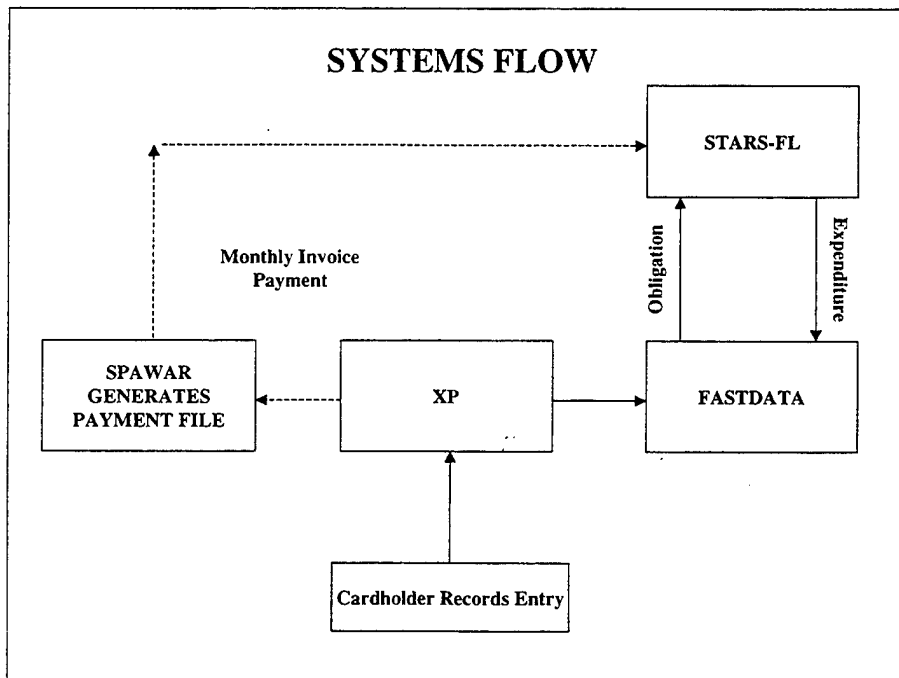 SYSTEMS FLOW
STARS-FL
Monthly Invoice
Payment
Obligation
Expenditure
SPAWAR
GENERATES
PAYMENT FILE
XP
FASTDATA
Cardholder Records Entry